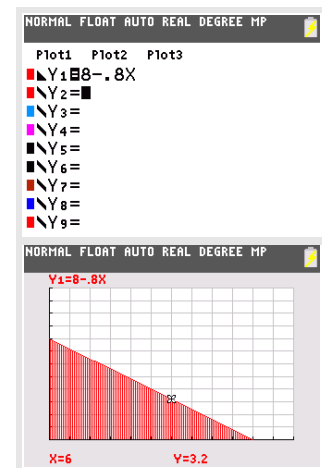 NORMAL FLOAT AUTO REAL DEGREE MP
Plot1 Plot2 Plot3
Y1=8-.8X
Y2=
Y3=
Y4=
Y5=
Y6=
Y7=
Y8=
Y9=
NORMAL FLOAT AUTO REAL DEGREE MP
Y1=8-.8X
X=6 Y=3.2